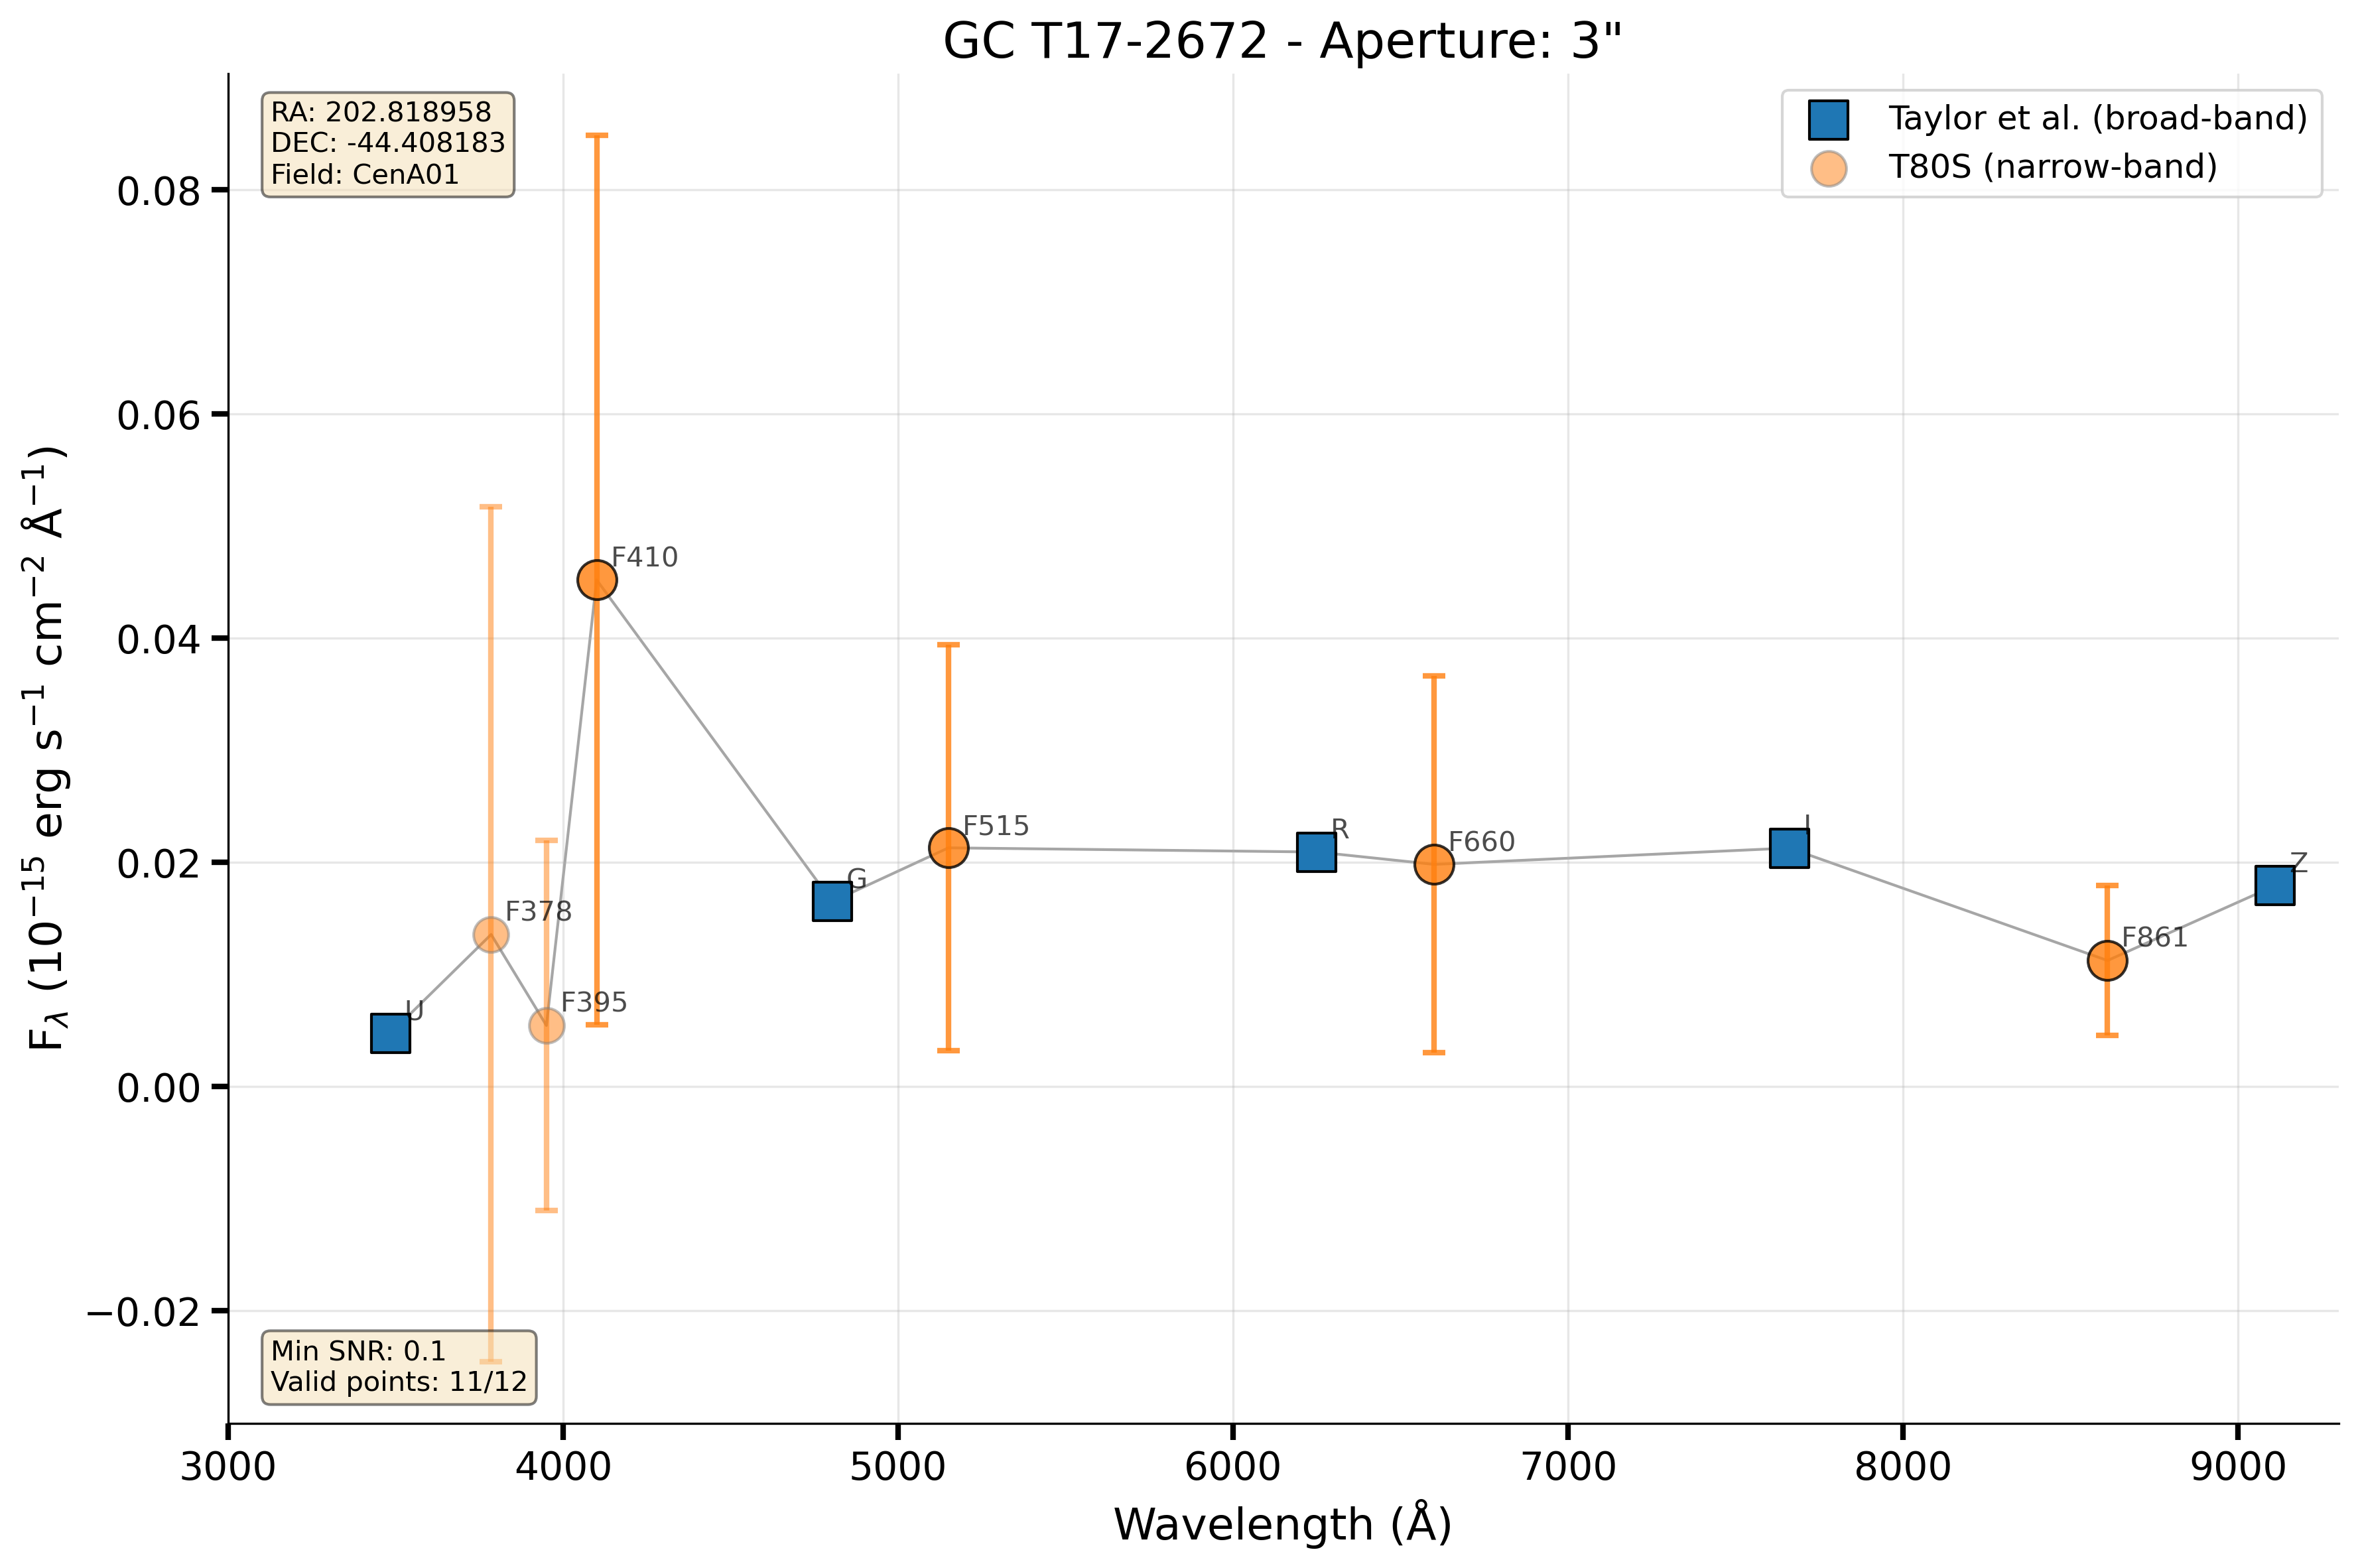 GC T17-2672 - Aperture: 3"
RA: 202.818958
DEC: -44.408183
Field: CenA01
Taylor et al. (broad-band)
T80S (narrow-band)
0.08
0.06
0.04
0.02
0.00
−0.02
F_λ (10⁻¹⁵ erg s⁻¹ cm⁻² Å⁻¹)
U
F378
F395
F410
G
F515
R
F660
I
F861
Z
Min SNR: 0.1
Valid points: 11/12
3000
4000
5000
6000
7000
8000
9000
Wavelength (Å)